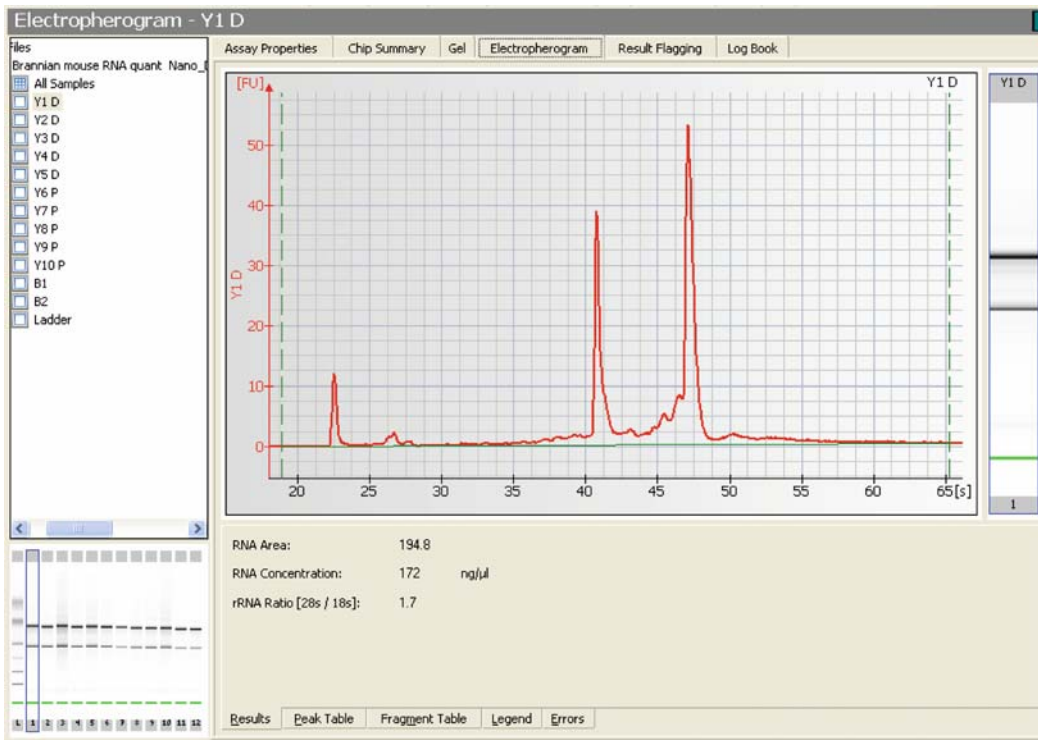 Electropherogram - Y1 D
Files
Brannian mouse RNA quant Nano_
All Samples
Y1 D
Y2 D
Y3 D
Y4 D
Y5 D
Y6 P
Y7 P
Y8 P
Y9 P
Y10 P
B1
B2
Ladder
Assay Properties Chip Summary Gel Electropherogram Result Flagging Log Book
[FU] Y1 D
50
40
30
20
10
0
Y1 D
20 25 30 35 40 45 50 55 60 65 [s]
Y1 D
1
L 1 2 3 4 5 6 7 8 9 10 11 12
RNA Area: 194.8
RNA Concentration: 172 ng/µl
rRNA Ratio [28s / 18s]: 1.7
Results Peak Table Fragment Table Legend Errors